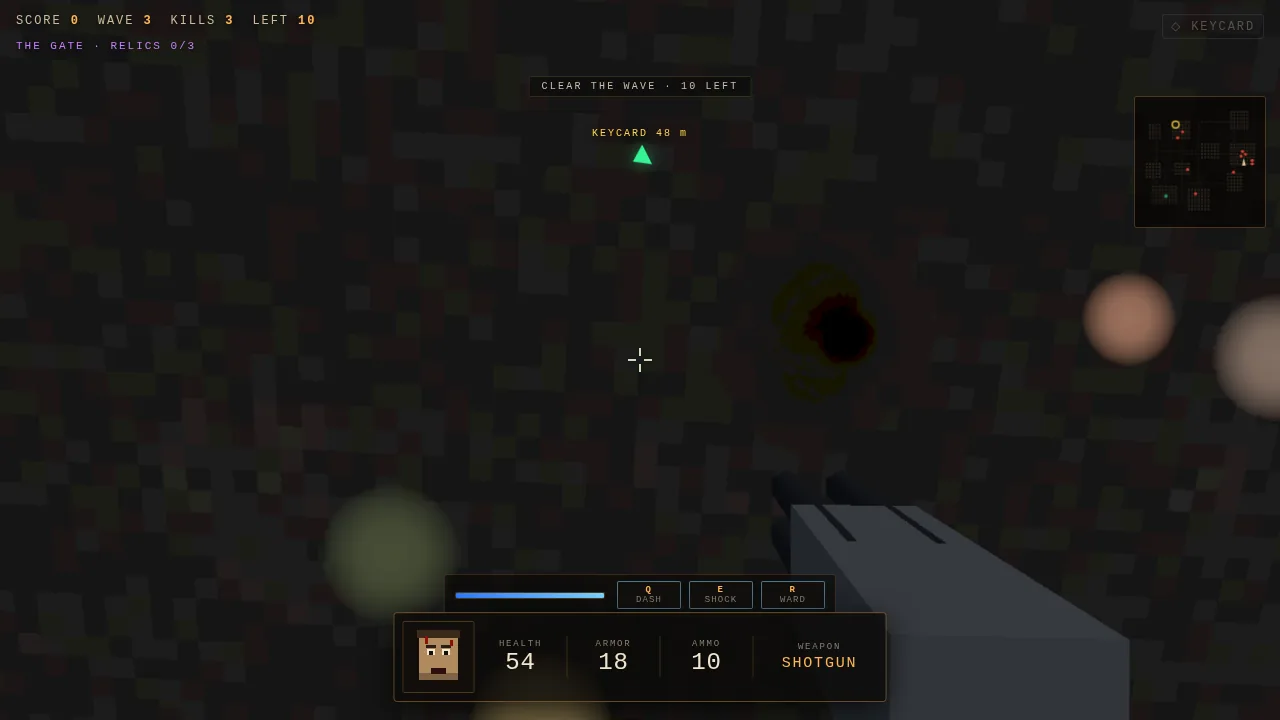 SCORE 0 WAVE 3 KILLS 3 LEFT 10
◇ KEYCARD
THE GATE · RELICS 0/3
CLEAR THE WAVE · 10 LEFT
KEYCARD 48 m
Q E R
DASH SHOCK WARD
HEALTH ARMOR AMMO WEAPON
54 18 10 SHOTGUN